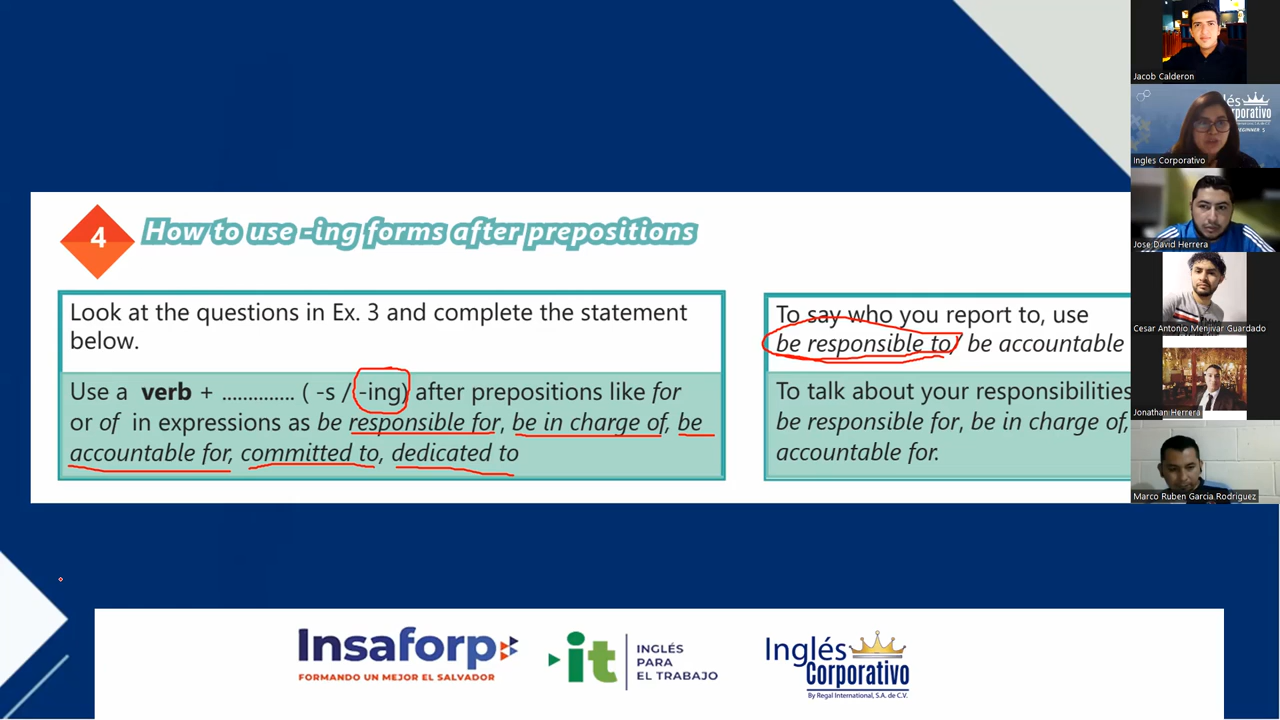 4
How to use -ing forms after prepositions
Look at the questions in Ex. 3 and complete the statement
below.
Use a verb + .............. ( -s / -ing) after prepositions like for
or of in expressions as be responsible for, be in charge of, be
accountable for, committed to, dedicated to
To say who you report to, use
be responsible to/ be accountable
To talk about your responsibilities
be responsible for, be in charge of,
accountable for.
Jacob Calderon
lés
rporativo
Ingles Corporativo
Jose David Herrera
Cesar Antonio Menjivar Guardado
Jonathan Herrera
Marco Ruben Garcia Rodriguez
Insaforp
FORMANDO UN MEJOR EL SALVADOR
it
INGLÉS
PARA
EL TRABAJO
Inglés
Corporativo
By Regal International, S.A. de C.V.